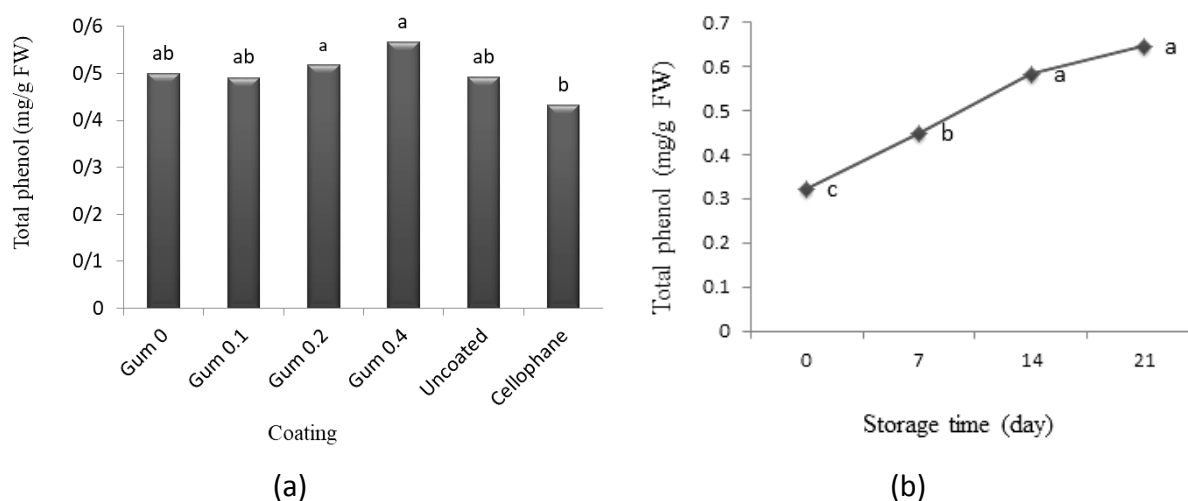 Total phenol (mg/g FW)
0/6
0/5
0/4
0/3
0/2
0/1
0
ab
ab
a
a
ab
b
Gum 0
Gum 0.1
Gum 0.2
Gum 0.4
Uncoated
Cellophane
Coating
(a)
Total phenol (mg/g FW)
0.7
0.6
0.5
0.4
0.3
0.2
0.1
0
c
b
a
a
0 7 14 21
Storage time (day)
(b)